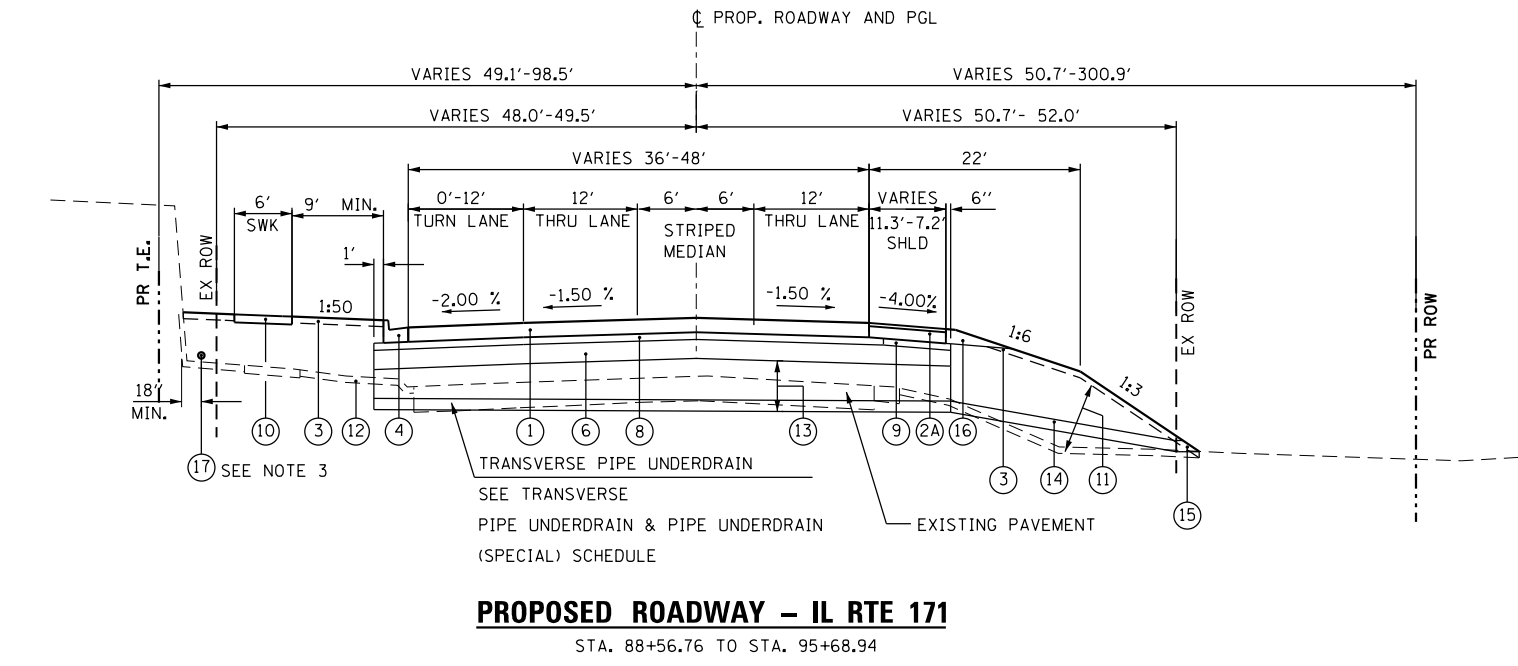 ℄ PROP. ROADWAY AND PGL
VARIES 49.1'-98.5'
VARIES 50.7'-300.9'
VARIES 48.0'-49.5'
VARIES 50.7'- 52.0'
VARIES 36'-48'
22'
6'
SWK
9' MIN.
0'-12'
TURN LANE
12'
THRU LANE
6'
6'
STRIPED
MEDIAN
12'
THRU LANE
VARIES
11.3'-7.2'
SHLD
6''
1'
PR T.E.
EX ROW
1:50
-2.00 %
-1.50 %
-1.50 %
-4.00%
1:6
1:3
EX ROW
PR ROW
18''
MIN.
10
3
12
4
1
6
8
13
9
2A
16
17 SEE NOTE 3
3
14
11
15
TRANSVERSE PIPE UNDERDRAIN
SEE TRANSVERSE
PIPE UNDERDRAIN & PIPE UNDERDRAIN
(SPECIAL) SCHEDULE
EXISTING PAVEMENT
PROPOSED ROADWAY – IL RTE 171
STA. 88+56.76 TO STA. 95+68.94